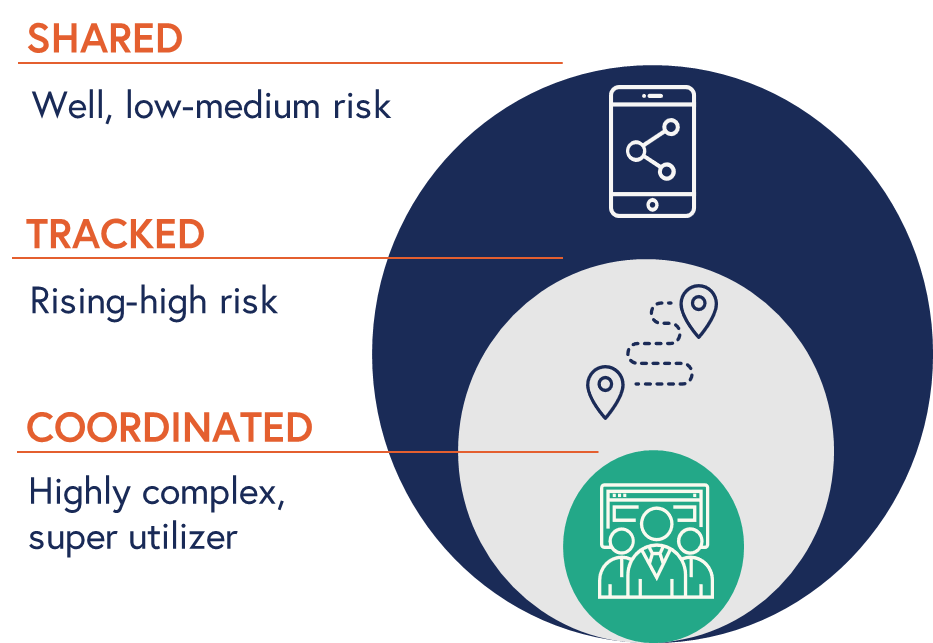 SHARED
Well, low-medium risk
TRACKED
Rising-high risk
COORDINATED
Highly complex,
super utilizer